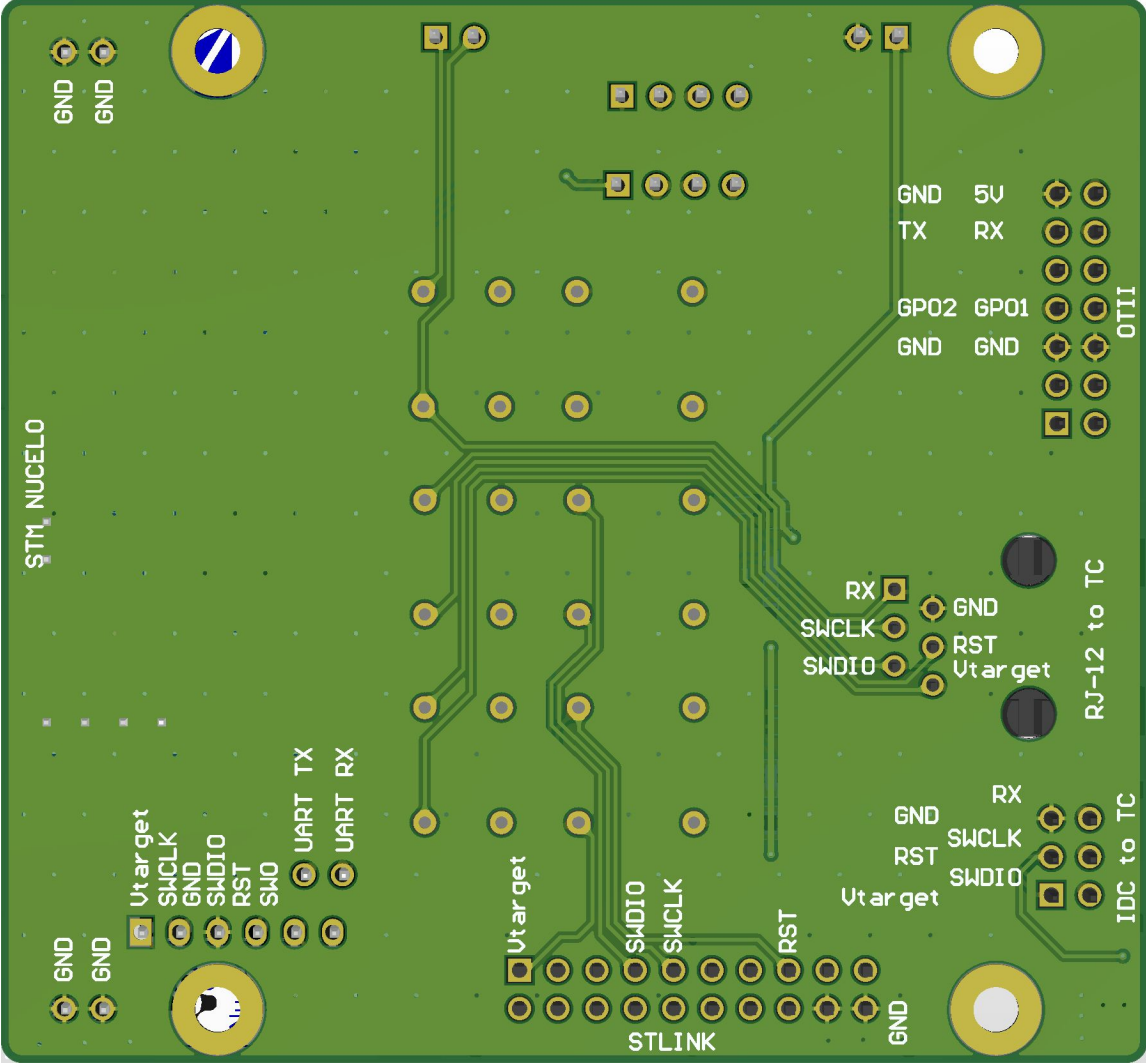 GND
GND
GND 5V
TX RX
GPO2 GPO1
GND GND
OTII
STM NUCELO
RX
GND
SWCLK
RST
SWDIO
Vtarget
RJ-12 to TC
UART TX
UART RX
Vtarget
SWCLK
GND
SWDIO
RST
SWO
RX
GND
SWCLK
RST
SWDIO
Vtarget
IDC to TC
GND
GND
Vtarget
SWDIO
SWCLK
RST
GND
STLINK